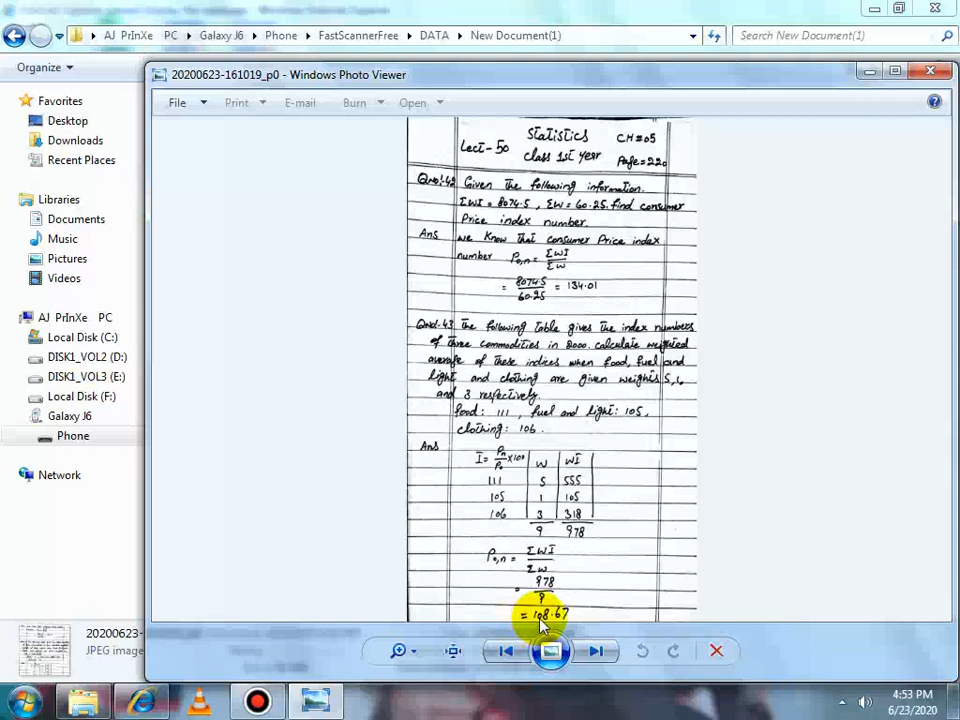 AJ PrInXe PC
Galaxy J6
Phone
FastScannerFree
DATA
New Document(1)
Search New Document(1)
Organize
20200623-161019_p0 - Windows Photo Viewer
File
Print
E-mail
Burn
Open
Favorites
Desktop
Downloads
Recent Places
Libraries
Documents
Music
Pictures
Videos
AJ PrInXe PC
Local Disk (C:)
DISK1_VOL2 (D:)
DISK1_VOL3 (E:)
Local Disk (F:)
Galaxy J6
Phone
Network
Lect-50 Statistics CH#05
class 1st year Page=220
Qno:42 Given the following information.
ΣWI = 8074.5, ΣW = 60.25. find consumer
Price index number.
Ans we know that consumer Price index
number Po,n = ΣWI
ΣW
= 8074.5 = 134.01
60.25
Qno:43 The following table gives the index numbers
of three commodities in 2000. calculate weighted
average of these indices when food, fuel and
light and clothing are given weights 5,1,
and 3 respectively.
food: 111, fuel and light: 105,
clothing: 106.
Ans
I = Pn/Po ×100 W WI
111 5 555
105 1 105
106 3 318
9 978
Po,n = ΣWI
ΣW
= 978
9
= 108.67
20200623-161019
JPEG image
4:53 PM
6/23/2020